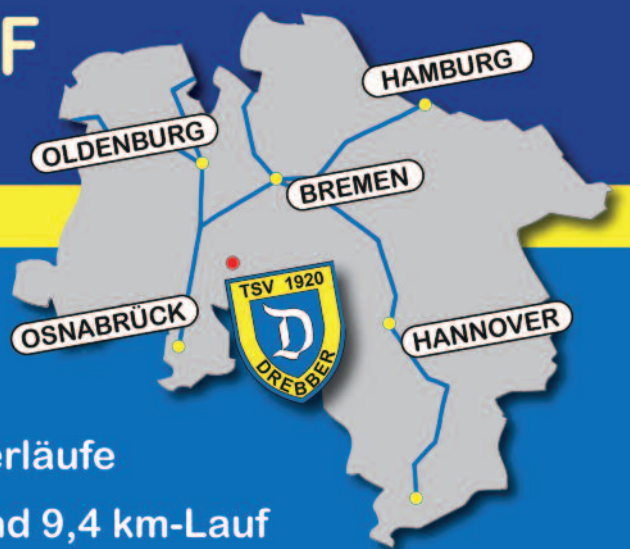 F
HAMBURG
OLDENBURG
BREMEN
TSV 1920
D
DREBBER
OSNABRÜCK
HANNOVER
erläufe
nd 9,4 km-Lauf